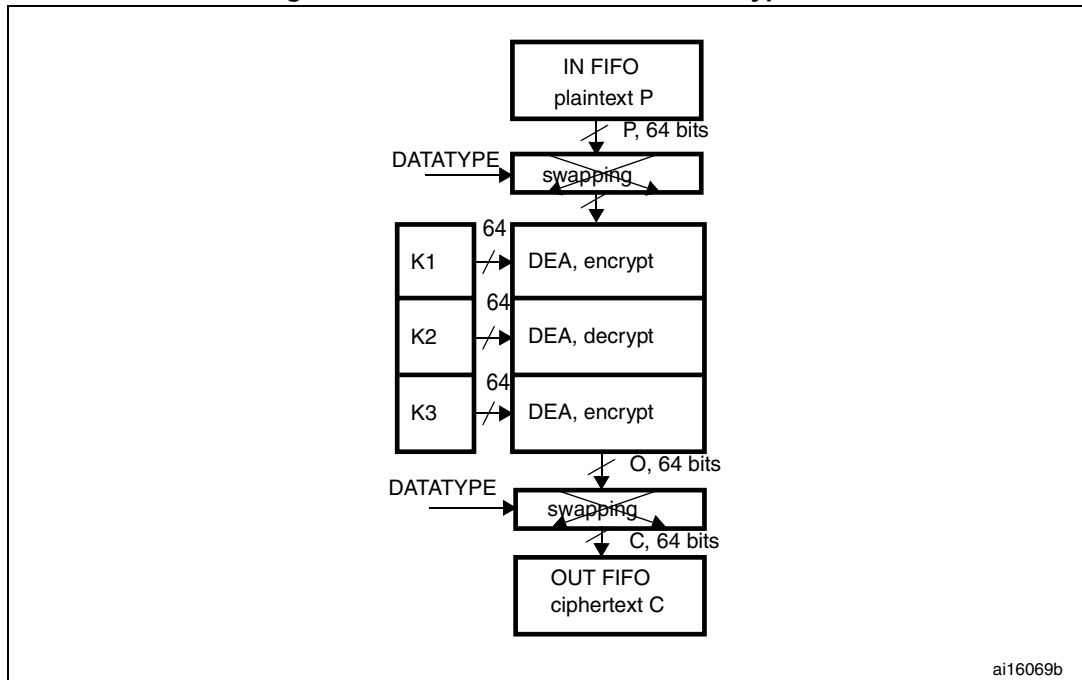 IN FIFO
plaintext P
P, 64 bits
DATATYPE
swapping
64
K1
DEA, encrypt
64
K2
DEA, decrypt
64
K3
DEA, encrypt
O, 64 bits
DATATYPE
swapping
C, 64 bits
OUT FIFO
ciphertext C
ai16069b